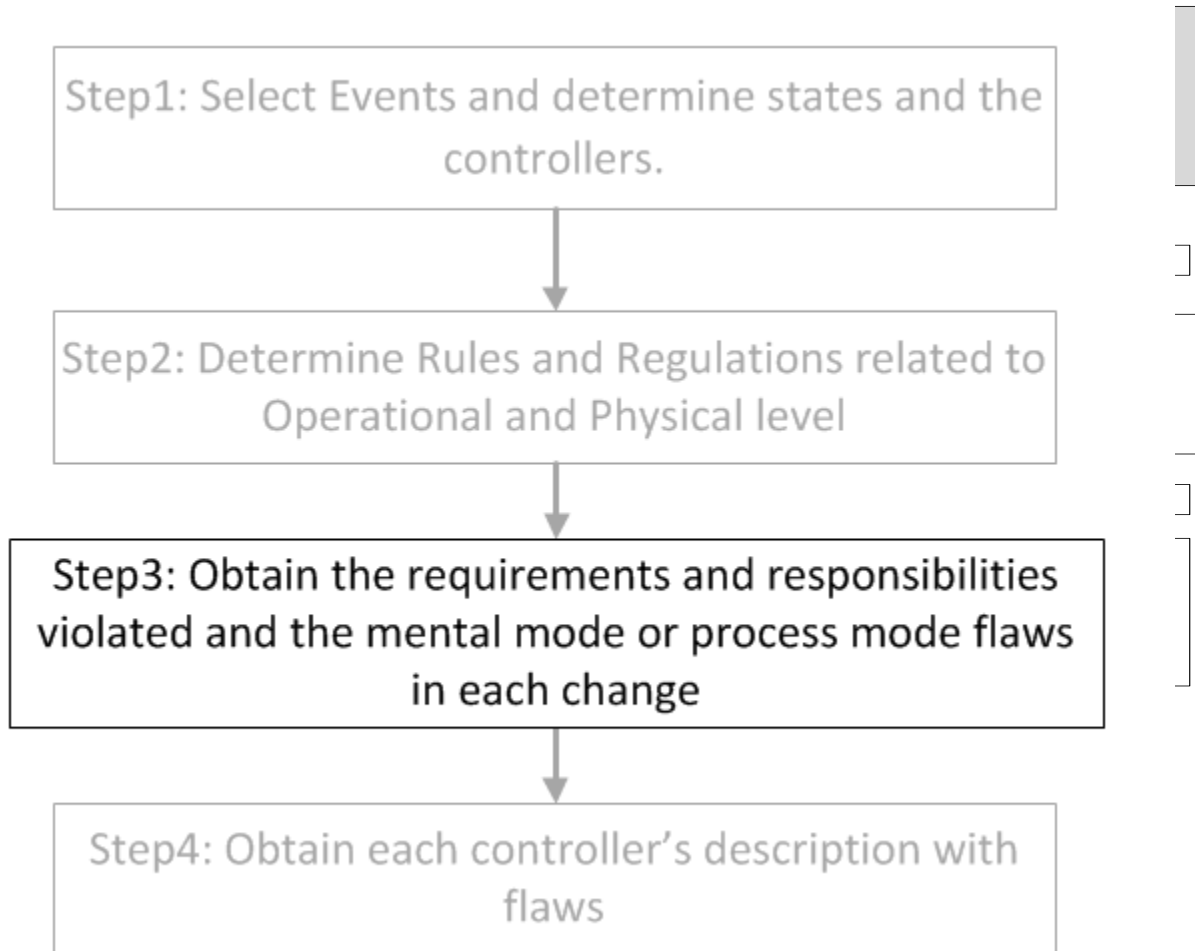 Step1: Select Events and determine states and the
controllers.
Step2: Determine Rules and Regulations related to
Operational and Physical level
Step3: Obtain the requirements and responsibilities
violated and the mental mode or process mode flaws
in each change
Step4: Obtain each controller's description with
flaws